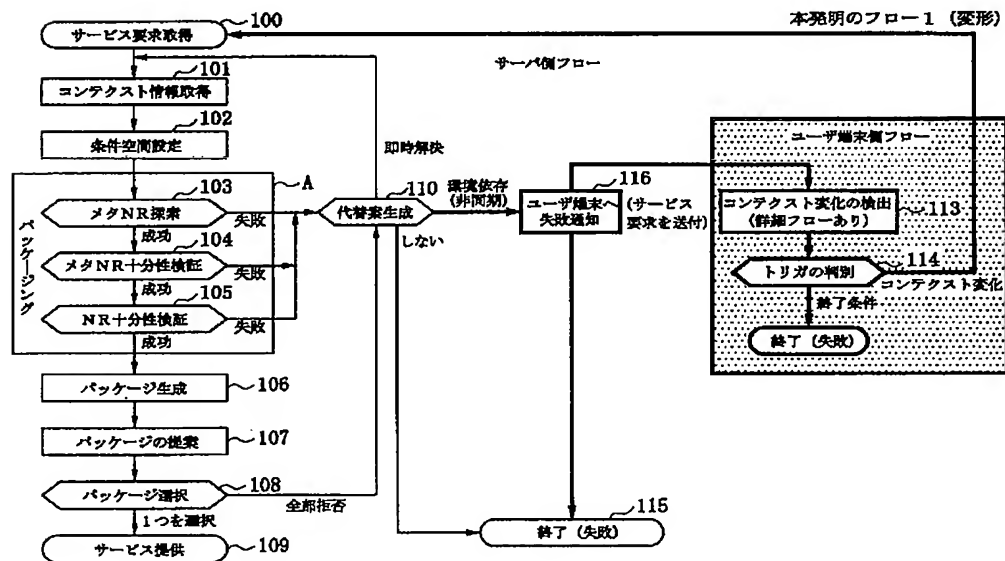 本発明のフロー１（変形）
100
サービス要求取得
サーバ側フロー
101
コンテクスト情報取得
102
条件空間設定
即時解決
ユーザ端末側フロー
パッケージング
A
103
メタNR探索
失敗
成功
104
メタNR十分性検証
失敗
成功
105
NR十分性検証
失敗
成功
110
代替案生成
環境依存
(非同期)
しない
116
ユーザ端末へ
失敗通知
(サービス
要求を送付)
コンテクスト変化の検出
(詳細フローあり)
113
114
トリガの判別
コンテクスト変化
終了条件
終了（失敗）
106
パッケージ生成
107
パッケージの提案
108
パッケージ選択
全部拒否
1つを選択
109
サービス提供
115
終了（失敗）